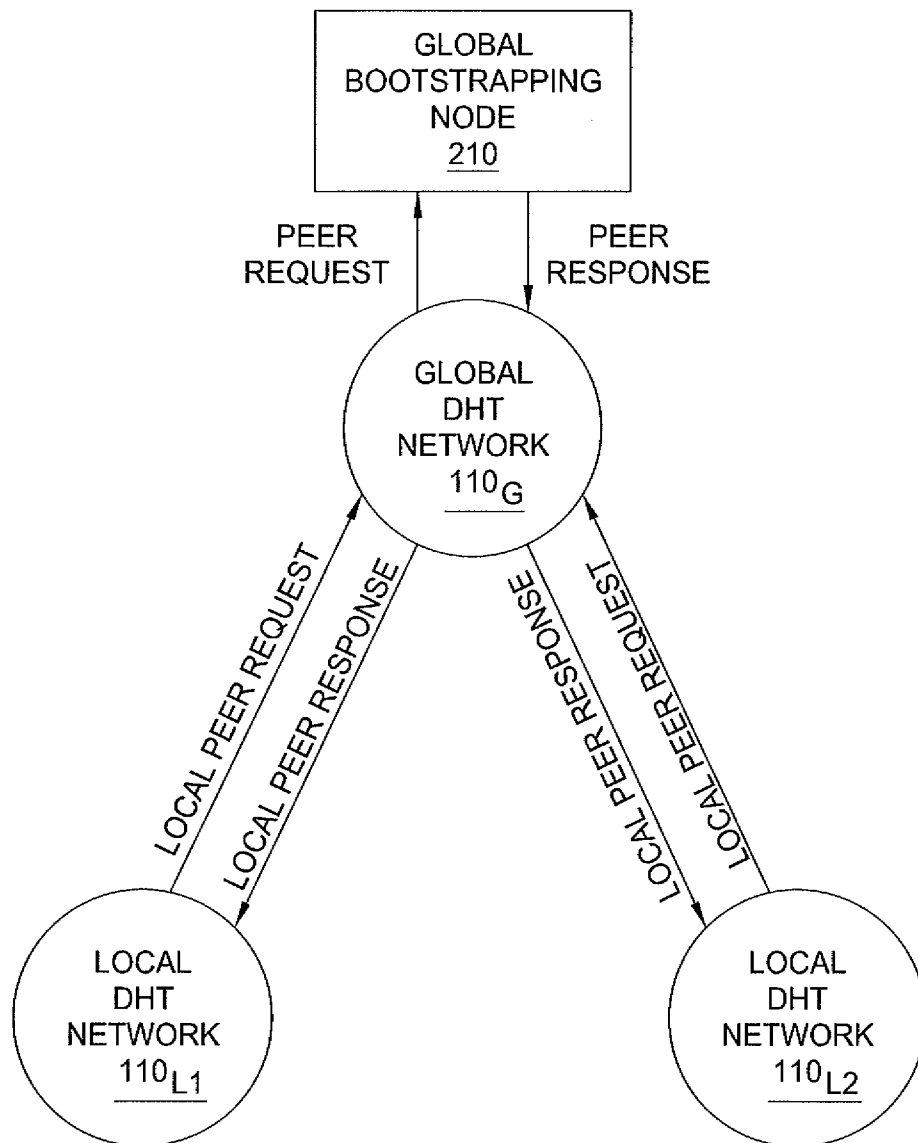 GLOBAL
BOOTSTRAPPING
NODE
210
PEER
REQUEST
PEER
RESPONSE
GLOBAL
DHT
NETWORK
110G
LOCAL PEER REQUEST
LOCAL PEER RESPONSE
LOCAL PEER RESPONSE
LOCAL PEER REQUEST
LOCAL
DHT
NETWORK
110L1
LOCAL
DHT
NETWORK
110L2